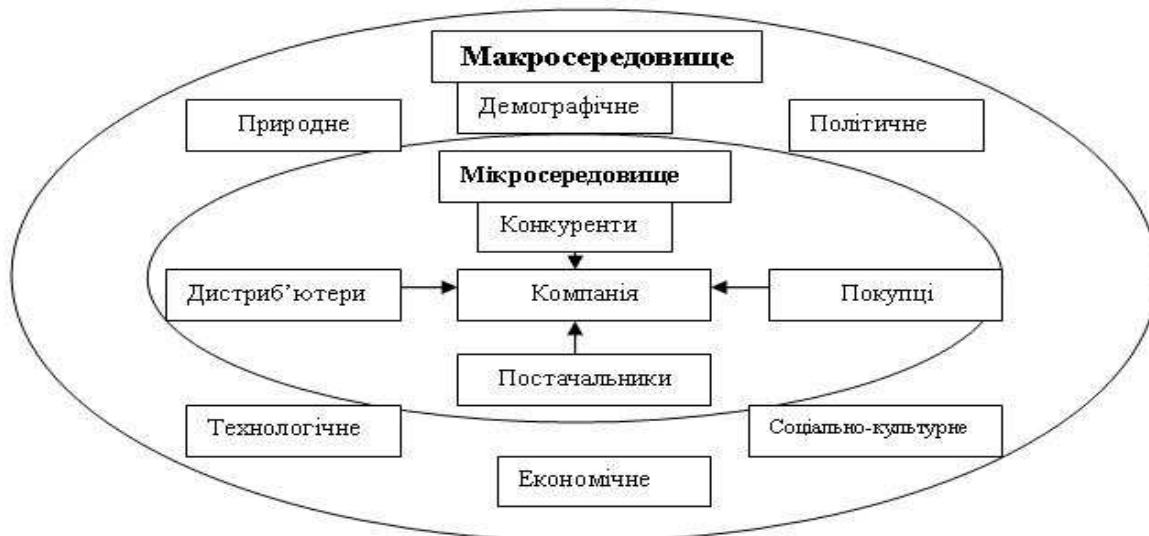 Макросередовище
Демографічне
Природне
Політичне
Мікросередовище
Конкуренти
Дистриб’ютери
Компанія
Покупці
Постачальники
Технологічне
Соціально-культурне
Економічне